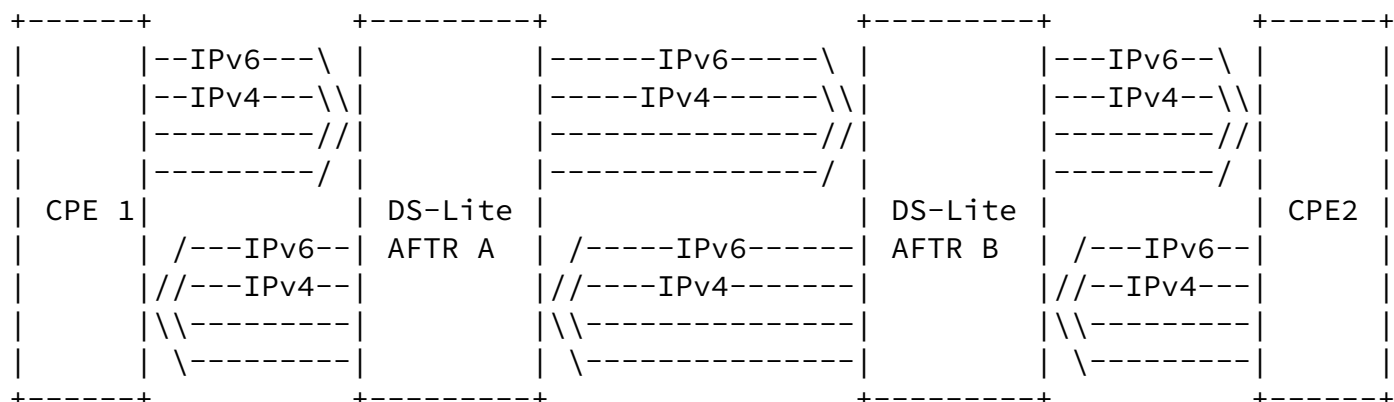 +------+          +---------+                 +---------+          +------+
|      |--IPv6---\ |         |------IPv6-----\ |         |---IPv6--\ |      |
|      |--IPv4---\\|         |-----IPv4------\\|         |---IPv4--\\|      |
|      |---------//|         |---------------//|         |---------//|      |
|      |---------/ |         |--------------/ |         |---------/ |      |
| CPE 1|           | DS-Lite |                 | DS-Lite |           | CPE2 |
|      | /---IPv6--| AFTR A  | /-----IPv6------| AFTR B  | /---IPv6--|      |
|      |//---IPv4--|         |//----IPv4-------|         |//--IPv4---|      |
|      |\\---------|         |\\---------------|         |\\---------|      |
|      | \---------|         | \---------------|         | \---------|      |
+------+          +---------+                 +---------+          +------+